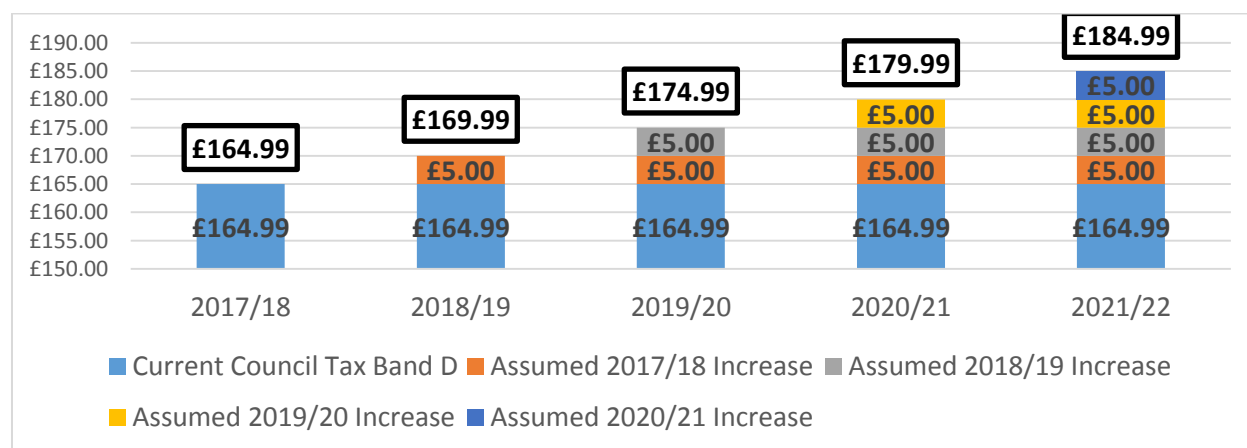 £190.00
£185.00
£180.00
£175.00
£170.00
£165.00
£160.00
£155.00
£150.00
£164.99
£169.99
£174.99
£179.99
£184.99
£5.00
£5.00 £5.00
£5.00 £5.00 £5.00
£5.00 £5.00 £5.00 £5.00
£164.99 £164.99 £164.99 £164.99 £164.99
2017/18 2018/19 2019/20 2020/21 2021/22
Current Council Tax Band D Assumed 2017/18 Increase Assumed 2018/19 Increase
Assumed 2019/20 Increase Assumed 2020/21 Increase